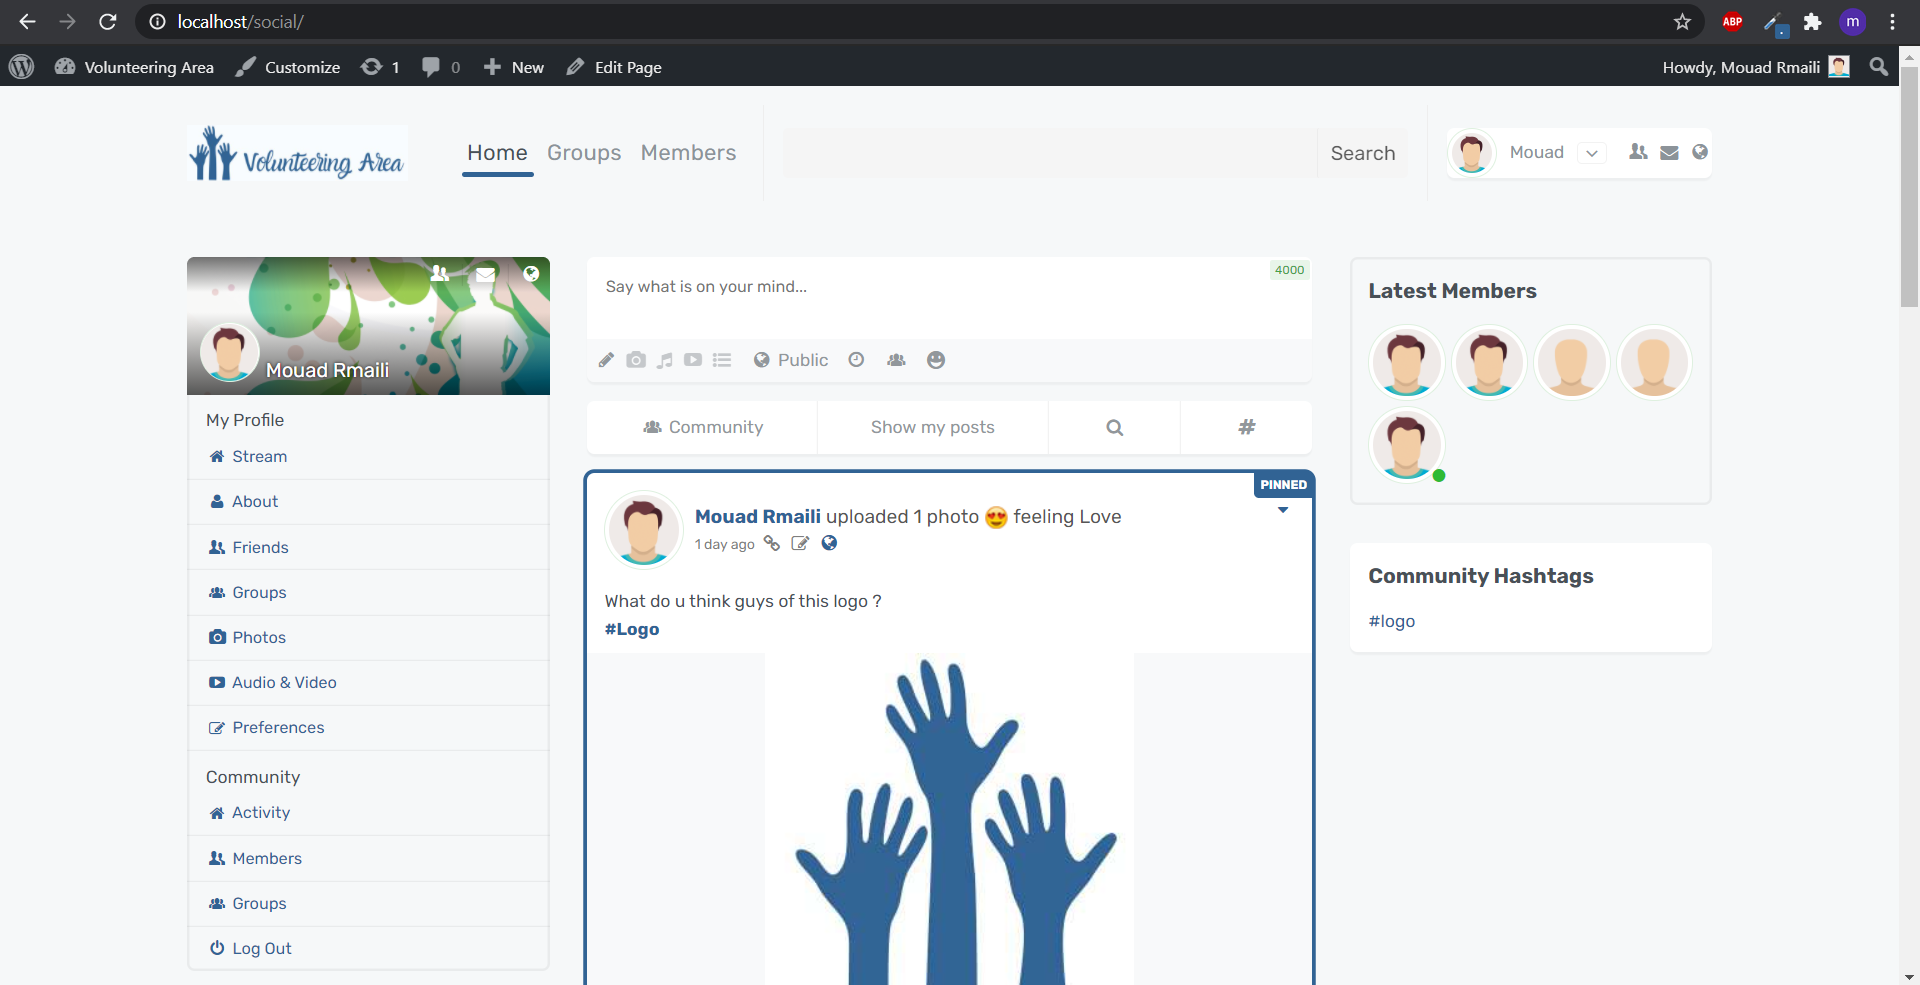 localhost/social/
ABP
m
Volunteering Area
Customize
1
0
New
Edit Page
Howdy, Mouad Rmaili
Volunteering Area
Home
Groups
Members
Search
Mouad
Mouad Rmaili
My Profile
Stream
About
Friends
Groups
Photos
Audio & Video
Preferences
Community
Activity
Members
Groups
Log Out
4000
Say what is on your mind...
Public
Community
Show my posts
#
PINNED
Mouad Rmaili uploaded 1 photo 😍 feeling Love
1 day ago
What do u think guys of this logo ?
#Logo
Latest Members
Community Hashtags
#logo